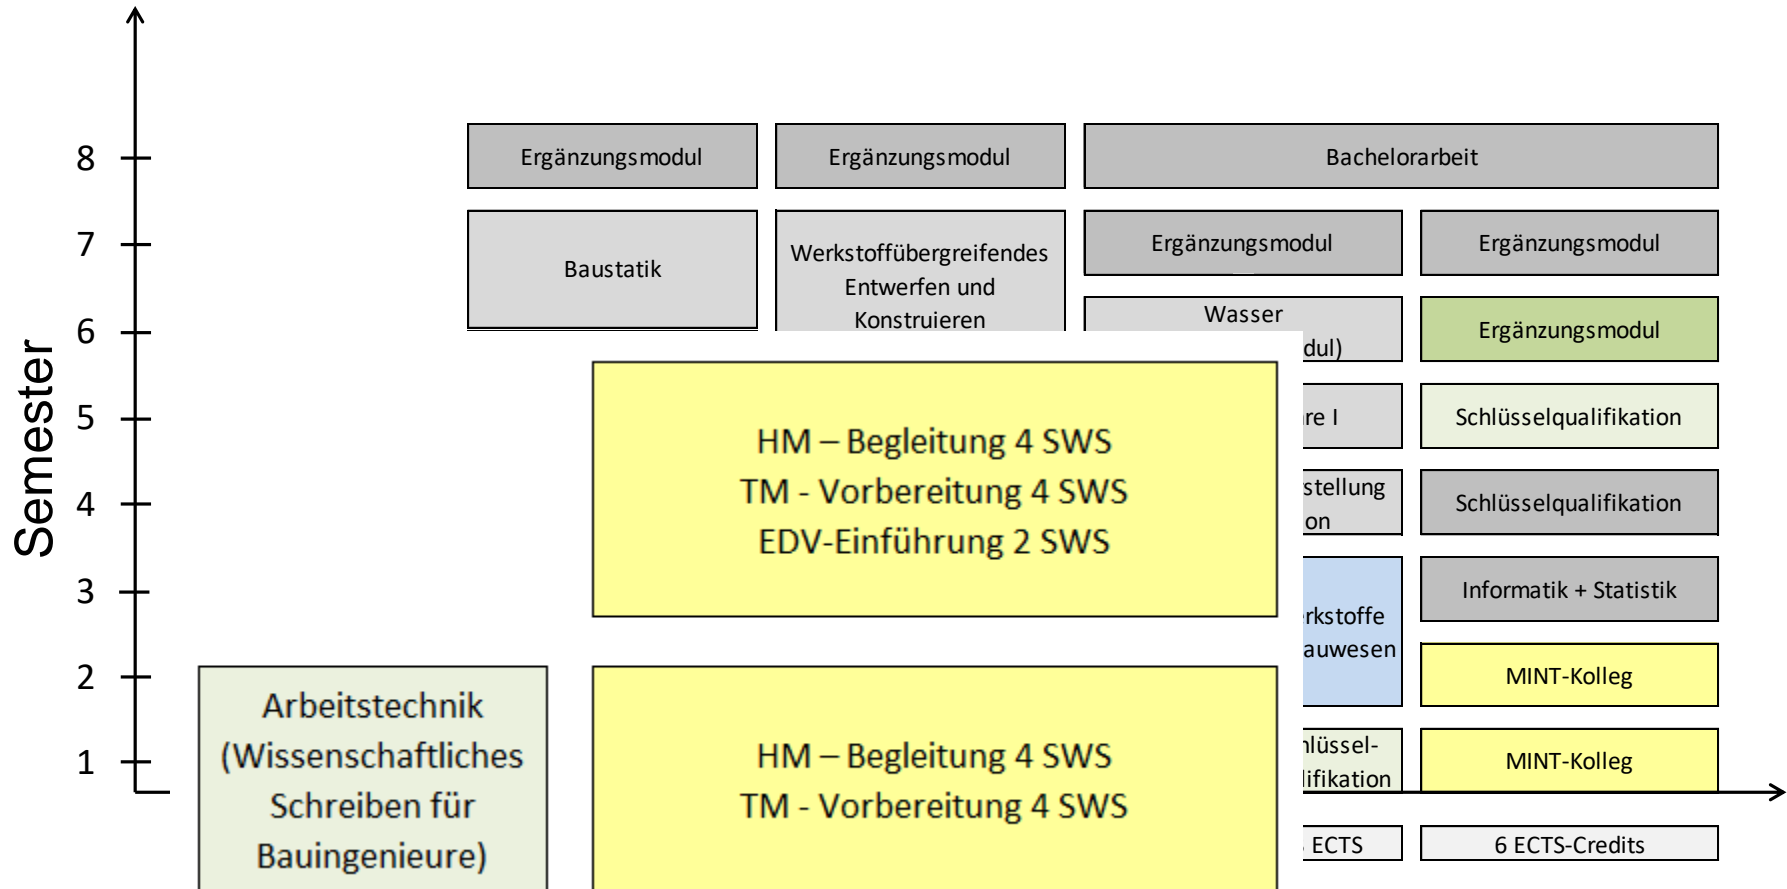 Semester
8
Ergänzungsmodul
Ergänzungsmodul
Bachelorarbeit
7
Baustatik
Werkstoffübergreifendes
Entwerfen und
Konstruieren
Ergänzungsmodul
Ergänzungsmodul
6
Wasser
dul)
Ergänzungsmodul
5
re I
Schlüsselqualifikation
4
stellung
on
Schlüsselqualifikation
3
Informatik + Statistik
rkstoffe
auwesen
2
MINT-Kolleg
1
lüssel-
lifikation
MINT-Kolleg
HM – Begleitung 4 SWS
TM - Vorbereitung 4 SWS
EDV-Einführung 2 SWS
Arbeitstechnik
(Wissenschaftliches
Schreiben für
Bauingenieure)
HM – Begleitung 4 SWS
TM - Vorbereitung 4 SWS
ECTS
6 ECTS-Credits